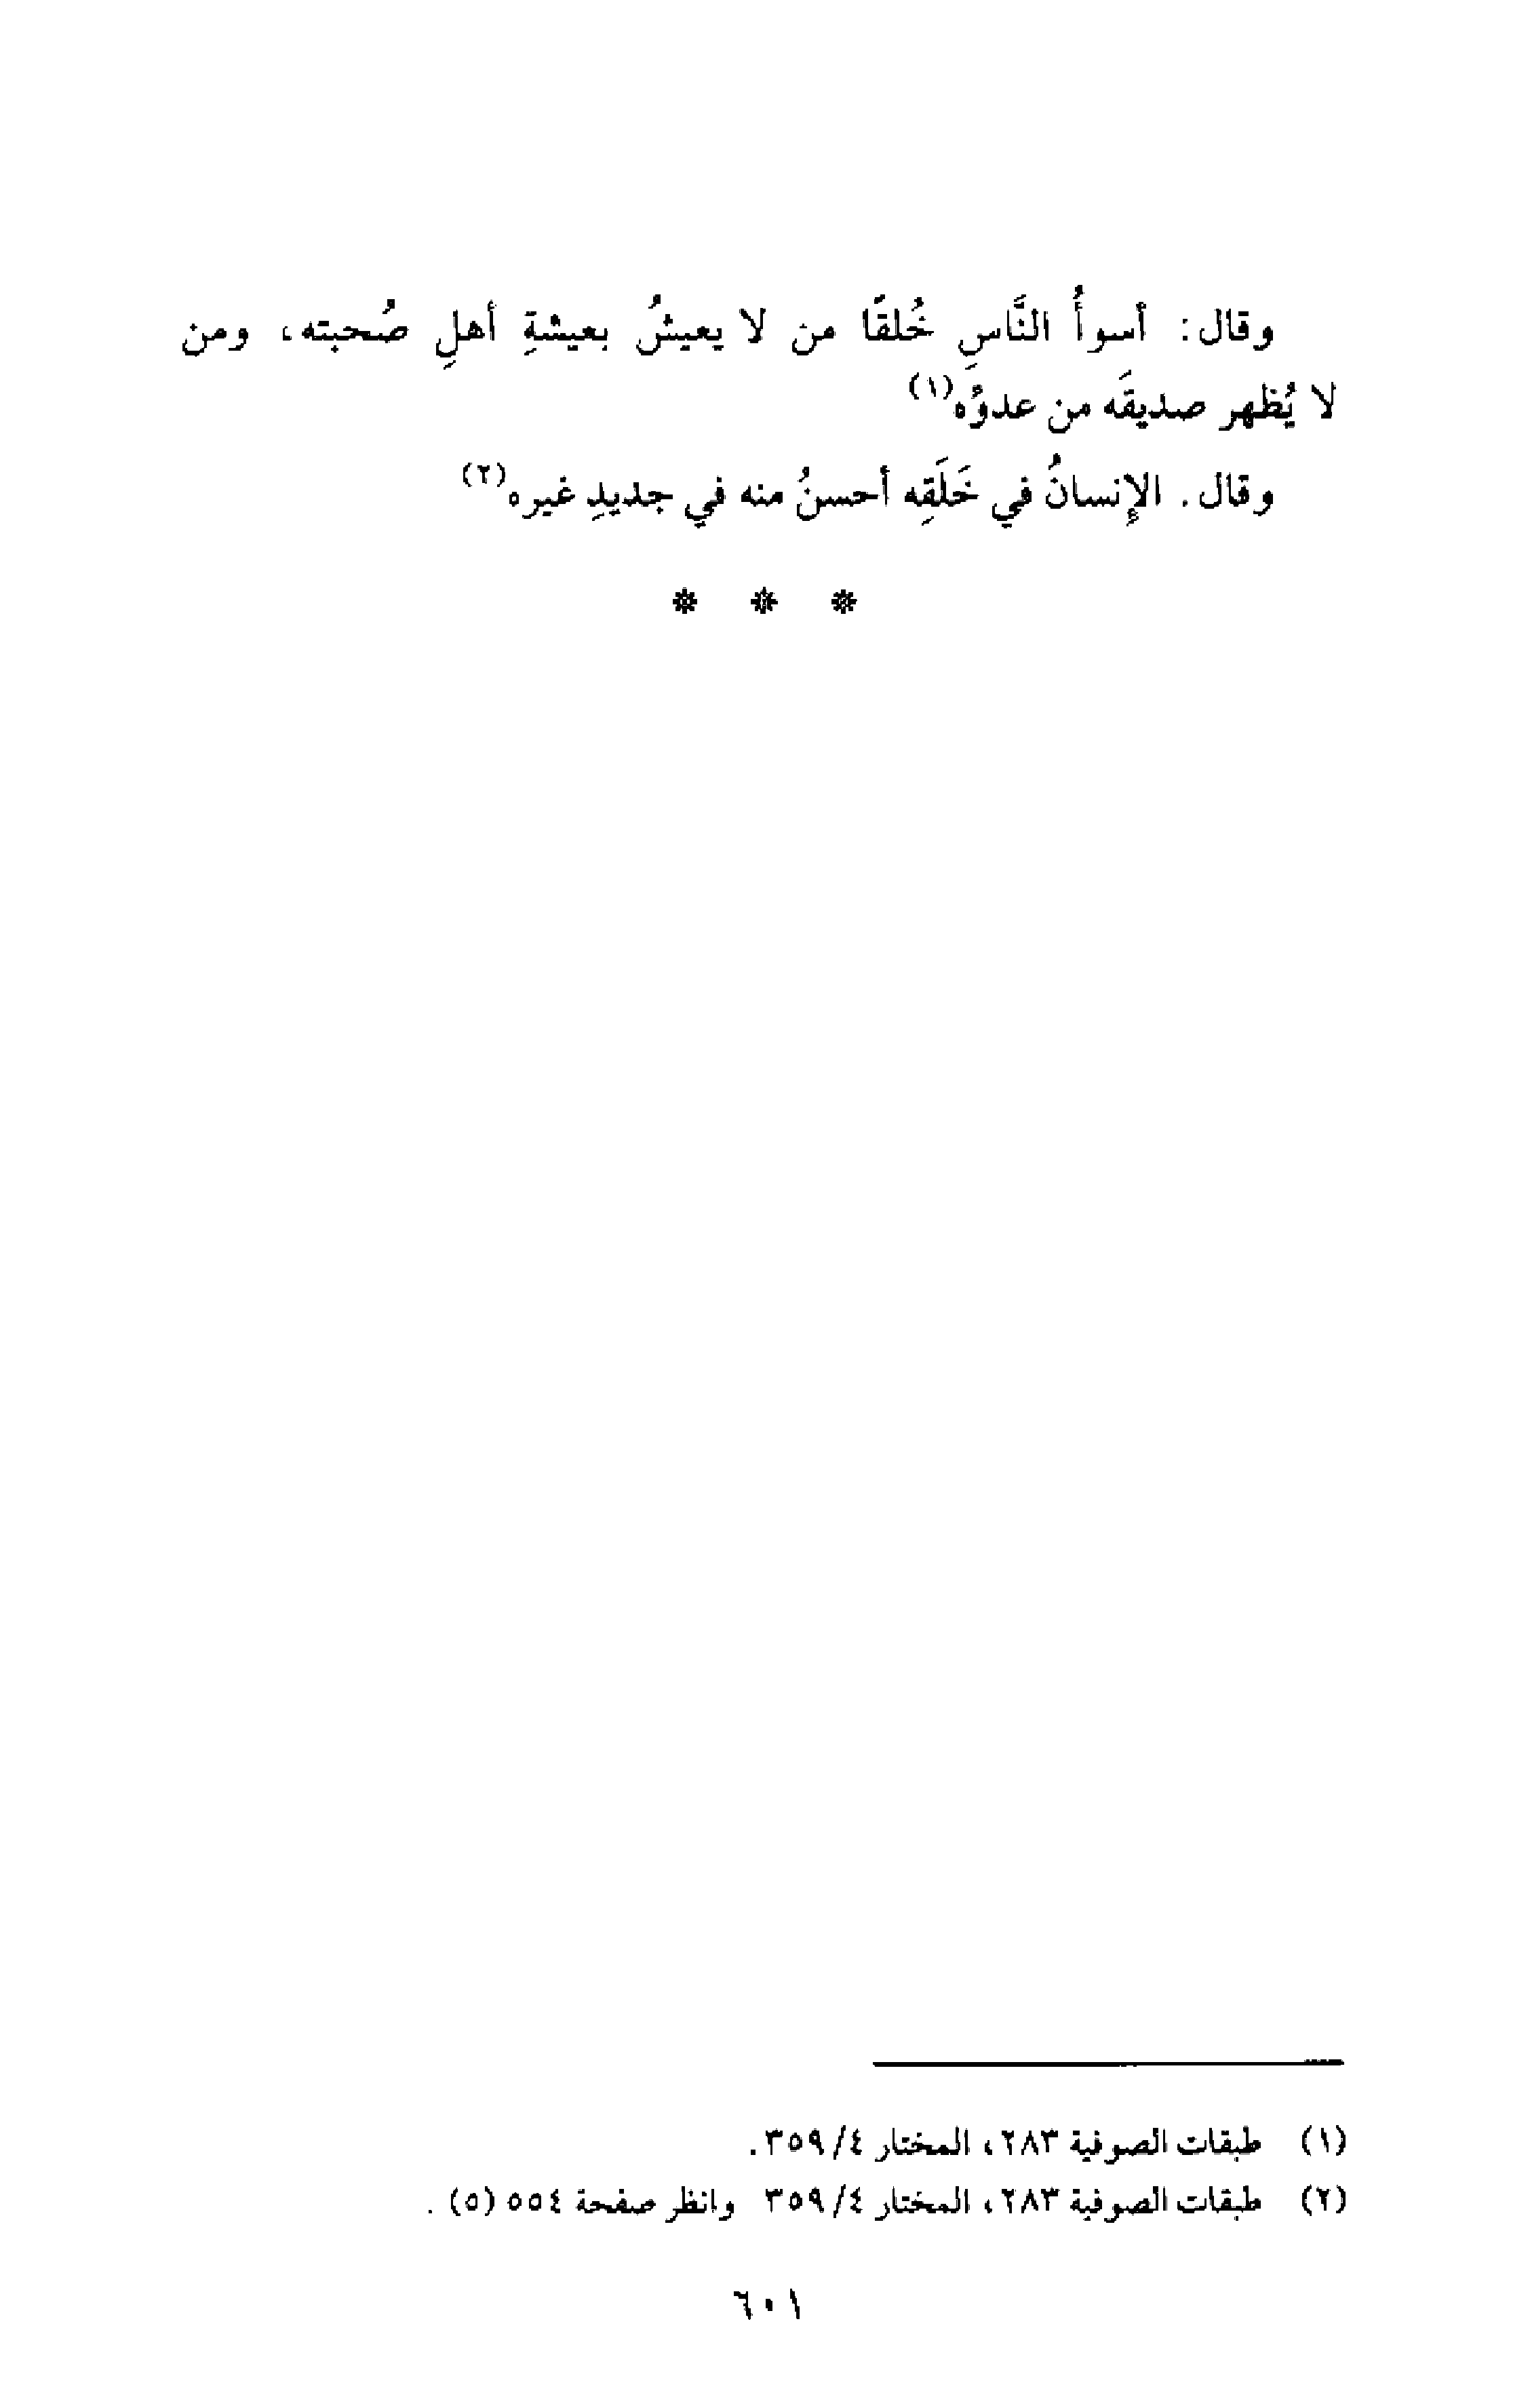 وقال: أسوأُ النَّاسِ خُلقًا من لا يعيشُ بعيشةِ أهلِ صُحبته، ومن
لا يُظهر صديقَه من عدوِّه(١)
وقال. الإِنسانُ في خَلَقِه أحسنُ منه في جديدِ غيره(٢)
* * *
(١) طبقات الصوفية ٢٨٣، المختار ٤/ ٣٥٩.
(٢) طبقات الصوفية ٢٨٣، المختار ٤/ ٣٥٩ وانظر صفحة ٥٥٤ (٥).
٦٠١